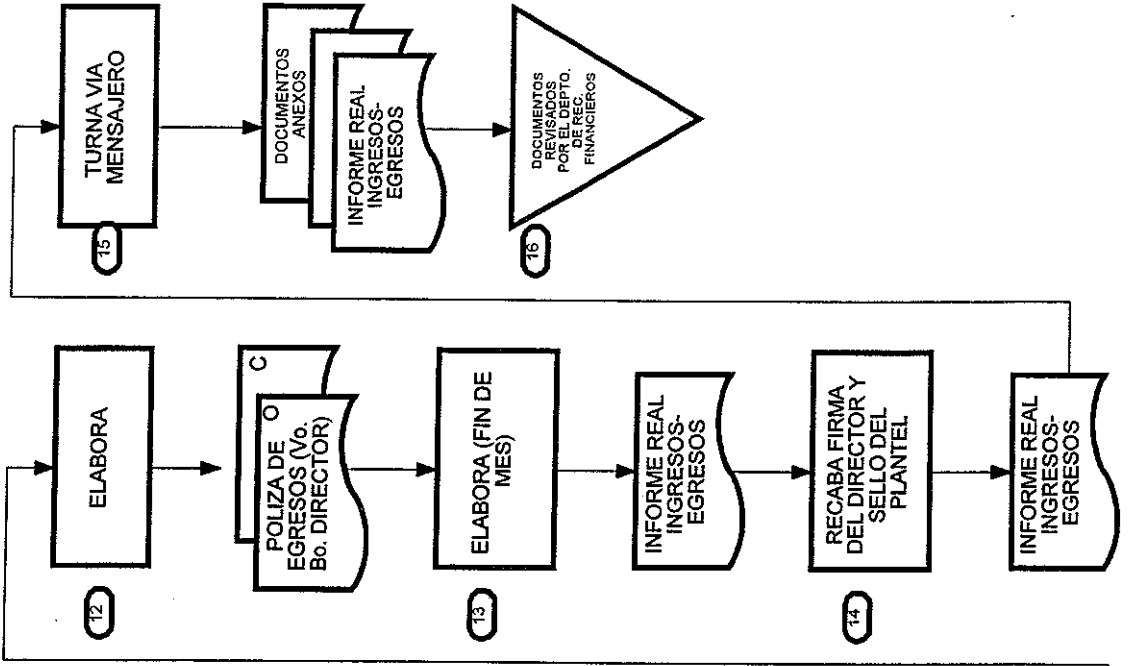 12
ELABORA
C
O
POLIZA DE
EGRESOS (Vo.
Bo. DIRECTOR)
13
ELABORA (FIN DE
MES)
INFORME REAL
INGRESOS-
EGRESOS
14
RECABA FIRMA
DEL DIRECTOR Y
SELLO DEL
PLANTEL
INFORME REAL
INGRESOS-
EGRESOS
15
TURNA VIA
MENSAJERO
DOCUMENTOS
ANEXOS
INFORME REAL
INGRESOS-
EGRESOS
16
DOCUMENTOS
REVISADOS
POR EL DEPTO.
DE REC.
FINANCIEROS